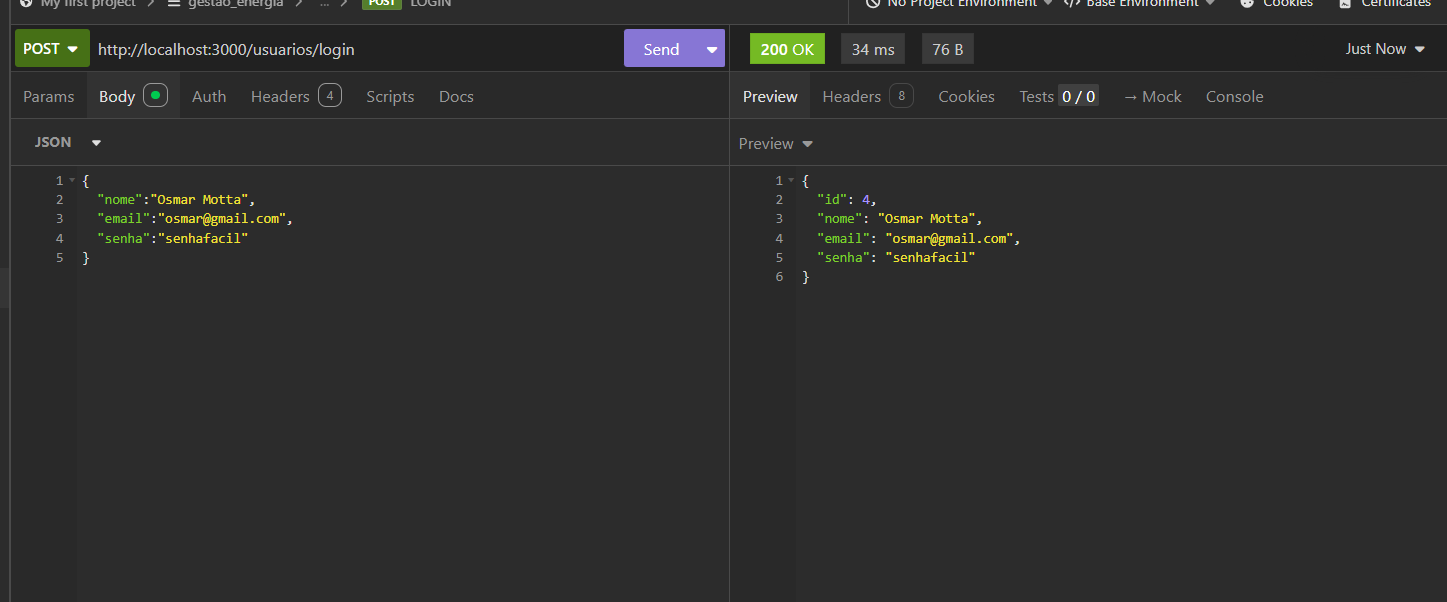 My first project > gestao_energia > ... > POST LOGIN
No Project Environment </> Base Environment Cookies Certificates
POST http://localhost:3000/usuarios/login Send
200 OK 34 ms 76 B Just Now
Params Body Auth Headers 4 Scripts Docs
Preview Headers 8 Cookies Tests 0 / 0 → Mock Console
JSON
Preview
1 {
2 "nome":"Osmar Motta",
3 "email":"osmar@gmail.com",
4 "senha":"senhafacil"
5 }
1 {
2 "id": 4,
3 "nome": "Osmar Motta",
4 "email": "osmar@gmail.com",
5 "senha": "senhafacil"
6 }